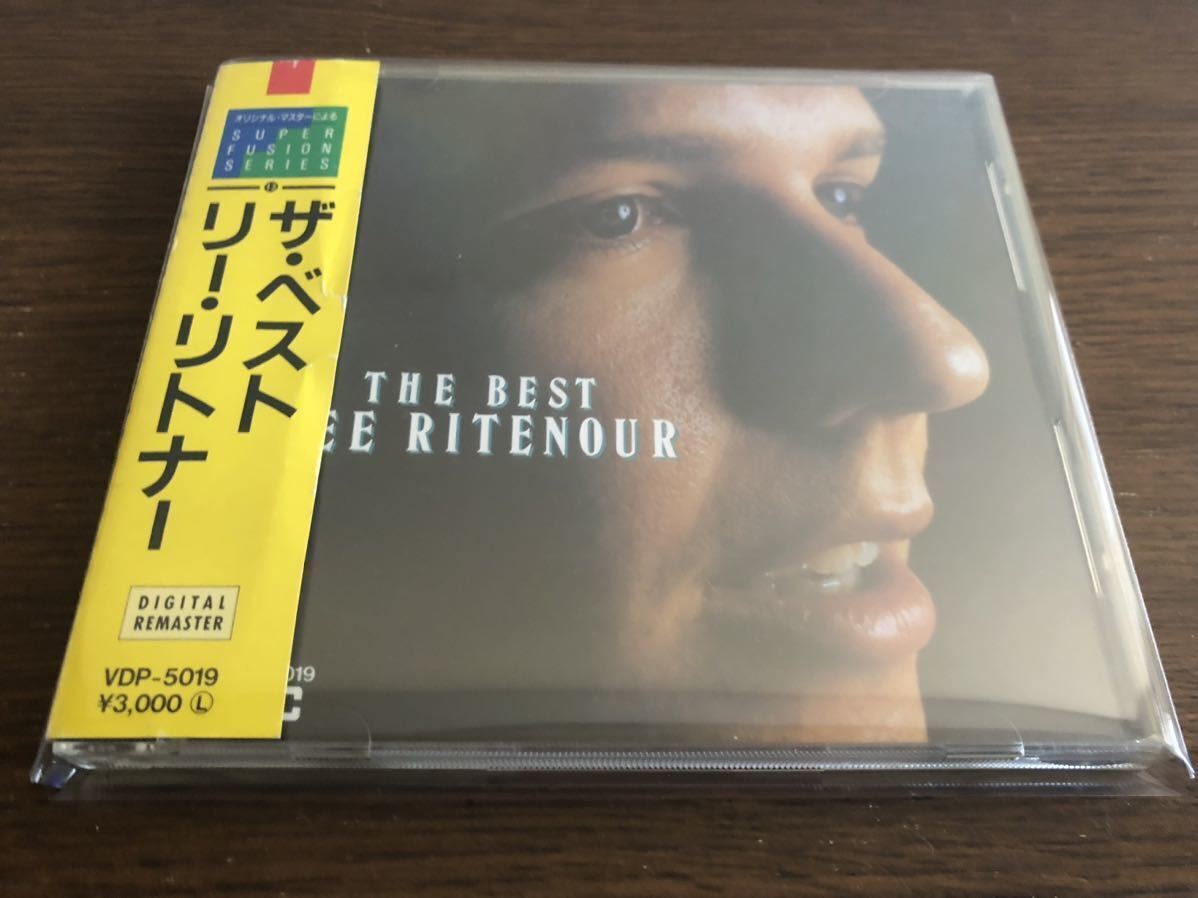 オリジナル・マスターによる
SUPER
FUSION
SERIES
ザ・ベスト
リー・リトナー
DIGITAL
REMASTER
VDP-5019
¥3,000 Ⓛ
THE BEST
EE RITENOUR
019
C